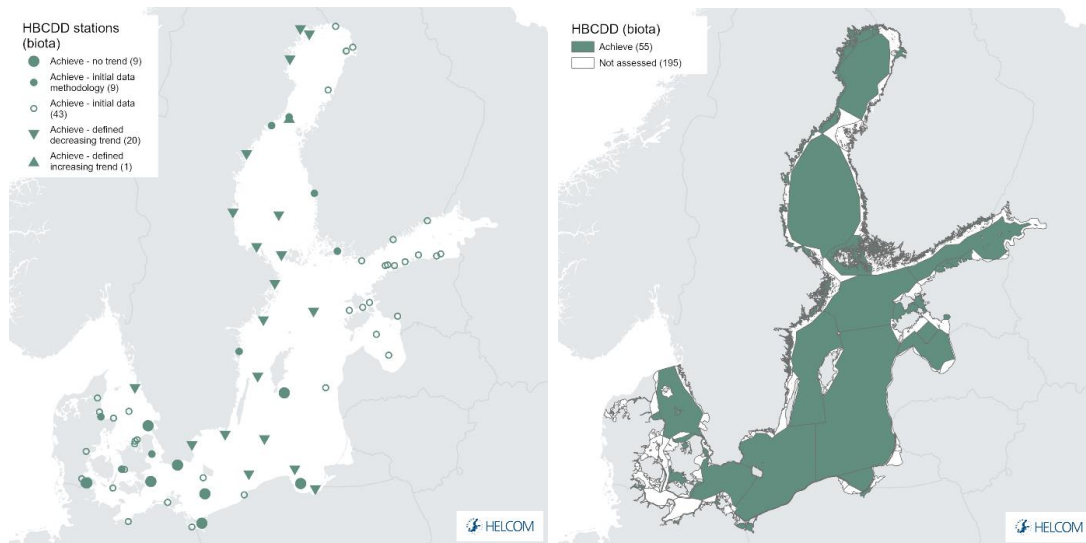 HBCDD stations
(biota)
Achieve - no trend (9)
Achieve - initial data
methodology (9)
Achieve - initial data
(43)
Achieve - defined
decreasing trend (20)
Achieve - defined
increasing trend (1)
HELCOM
HBCDD (biota)
Achieve (55)
Not assessed (195)
HELCOM